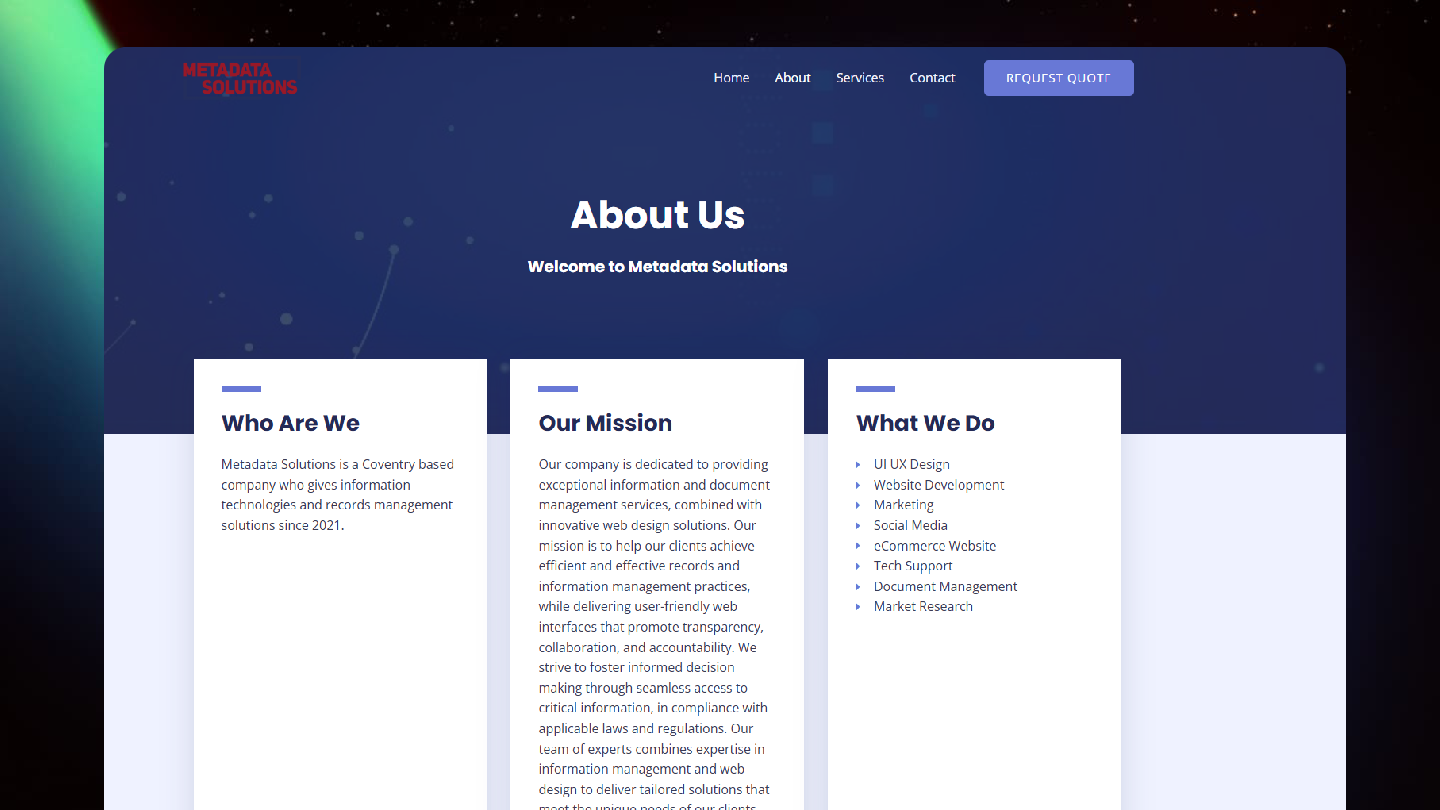 METADATA
SOLUTIONS
Home About Services Contact REQUEST QUOTE
About Us
Welcome to Metadata Solutions
Who Are We
Metadata Solutions is a Coventry based
company who gives information
technologies and records management
solutions since 2021.
Our Mission
Our company is dedicated to providing
exceptional information and document
management services, combined with
innovative web design solutions. Our
mission is to help our clients achieve
efficient and effective records and
information management practices,
while delivering user-friendly web
interfaces that promote transparency,
collaboration, and accountability. We
strive to foster informed decision
making through seamless access to
critical information, in compliance with
applicable laws and regulations. Our
team of experts combines expertise in
information management and web
design to deliver tailored solutions that
meet the unique needs of our clients
What We Do
UI UX Design
Website Development
Marketing
Social Media
eCommerce Website
Tech Support
Document Management
Market Research